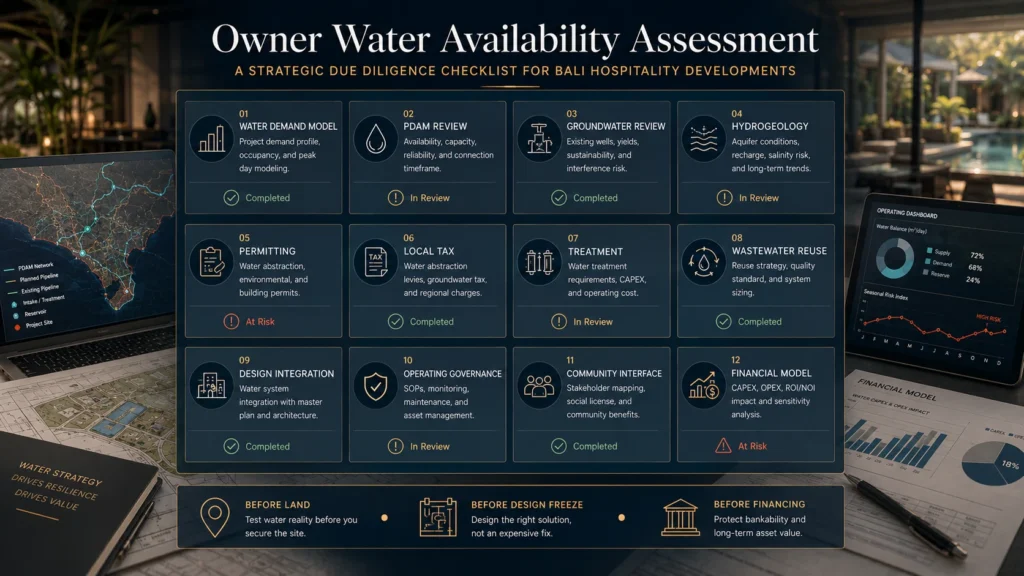 Owner Water Availability Assessment
A STRATEGIC DUE DILIGENCE CHECKLIST FOR BALI HOSPITALITY DEVELOPMENTS
01
WATER DEMAND MODEL
Project demand profile,
occupancy, and peak
day modeling.
Completed
02
PDAM REVIEW
Availability, capacity,
reliability, and connection
timeframe.
In Review
03
GROUNDWATER REVIEW
Existing wells, yields,
sustainability, and
interference risk.
Completed
04
HYDROGEOLOGY
Aquifer conditions,
recharge, salinity risk,
and long-term trends.
In Review
05
PERMITTING
Water abstraction,
environmental, and
building permits.
At Risk
06
TAX
LOCAL TAX
Water abstraction
levies, groundwater tax,
and regional charges.
Completed
07
TREATMENT
Water treatment
requirements, CAPEX,
and operating cost.
In Review
08
WASTEWATER REUSE
Reuse strategy, quality
standard, and system
sizing.
Completed
09
DESIGN INTEGRATION
Water system
integration with master
plan and architecture.
Completed
10
OPERATING GOVERNANCE
SOPs, monitoring,
maintenance, and
asset management.
In Review
11
COMMUNITY INTERFACE
Stakeholder mapping,
social license, and
community benefits.
Completed
12
FINANCIAL MODEL
CAPEX, OPEX, ROI/NOI
impact and sensitivity
analysis.
At Risk
BEFORE LAND
Test water reality before you
secure the site.
BEFORE DESIGN FREEZE
Design the right solution,
not an expensive fix.
BEFORE FINANCING
Protect bankability and
long-term asset value.
PDAM Network
Planned Pipeline
Existing Pipeline
Intake / Treatment
Reservoir
Project Site
WATER STRATEGY
DRIVES RESILIENCE
DRIVES VALUE
OPERATING DASHBOARD
Water Balance (m³/day)
Supply 72%
Demand 68%
Reserve 24%
Seasonal Risk Index
HIGH RISK
J F M A M J J A S O N D
FINANCIAL MODEL
WATER CAPEX & OPEX IMPACT
CAPEX
18%